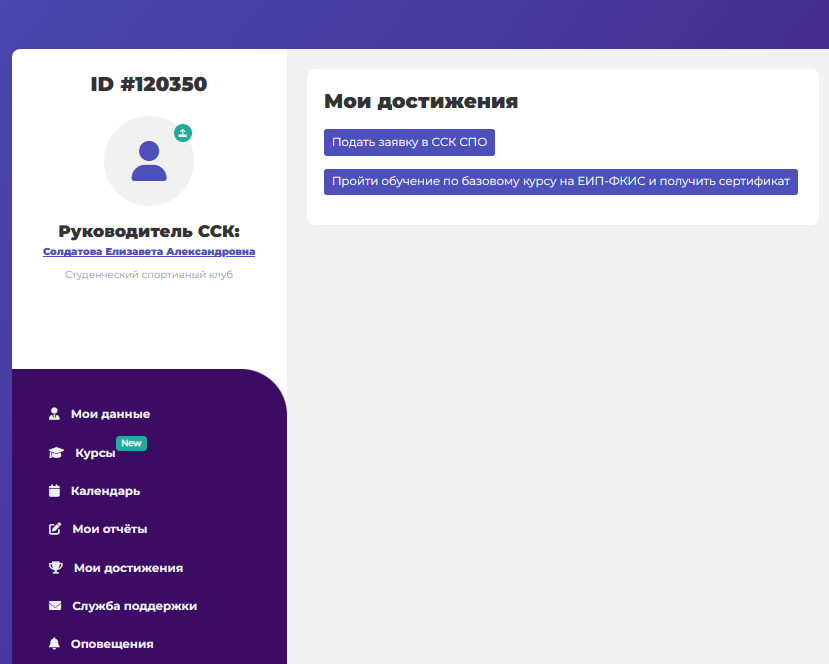 ID #120350
Руководитель ССК:
Солдатова Елизавета Александровна
Студенческий спортивный клуб
Мои данные
Курсы New
Календарь
Мои отчёты
Мои достижения
Служба поддержки
Оповещения
Мои достижения
Подать заявку в ССК СПО
Пройти обучение по базовому курсу на ЕИП-ФКИС и получить сертификат